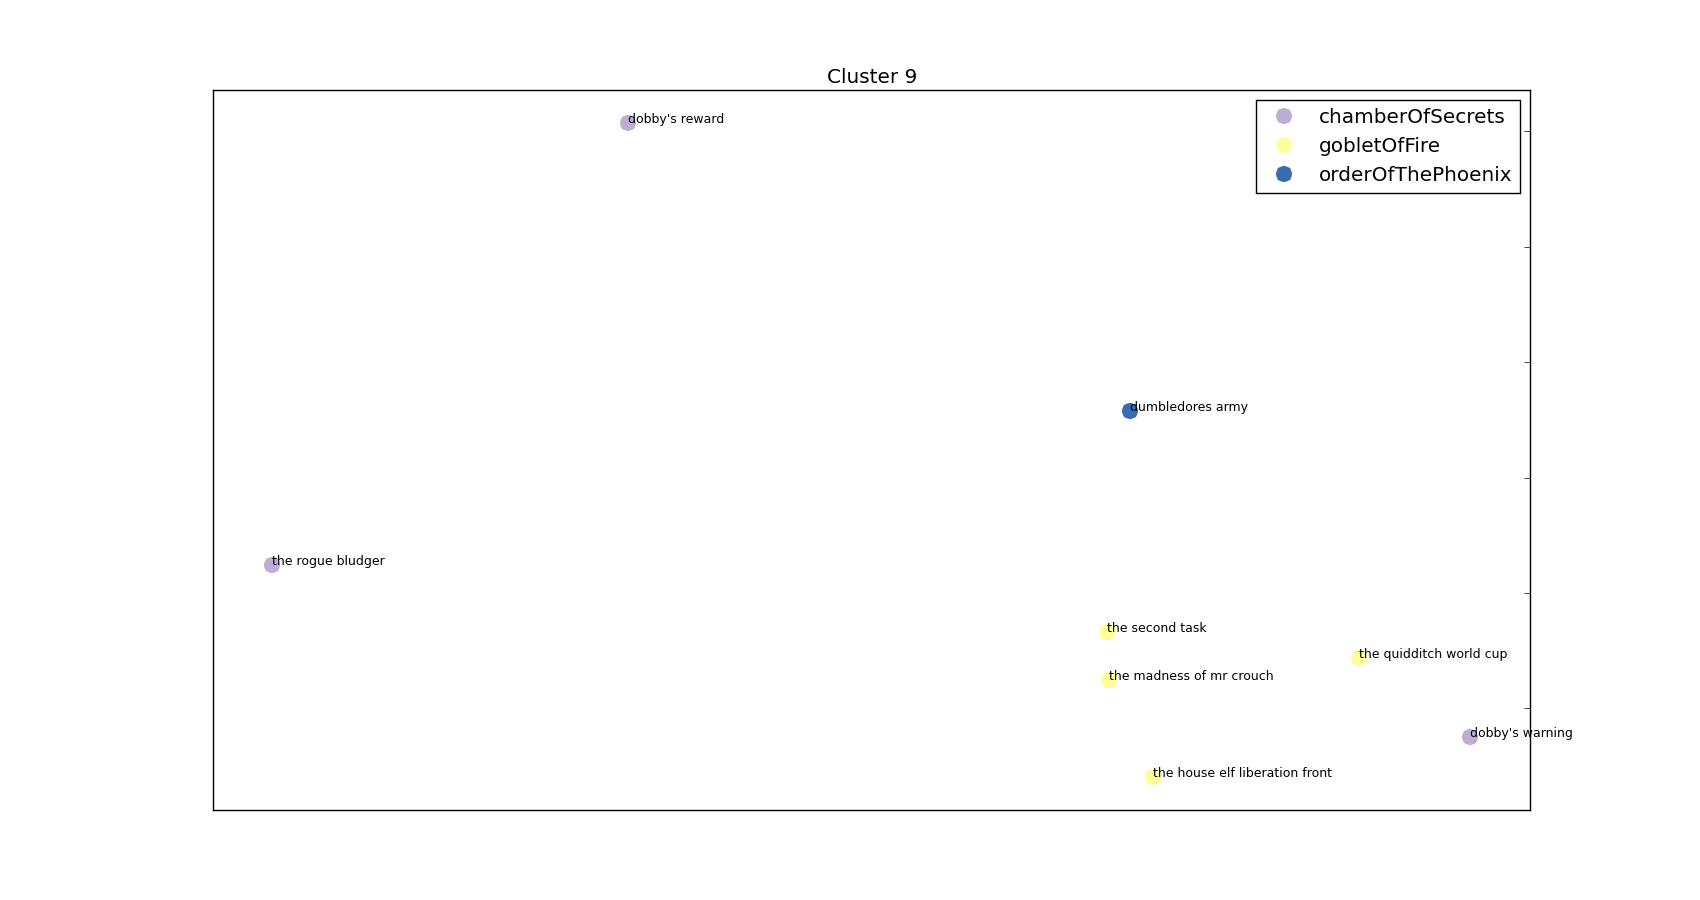 Cluster 9
dobby's reward
chamberOfSecrets
gobletOfFire
orderOfThePhoenix
dumbledores army
the rogue bludger
the second task
the quidditch world cup
the madness of mr crouch
dobby's warning
the house elf liberation front